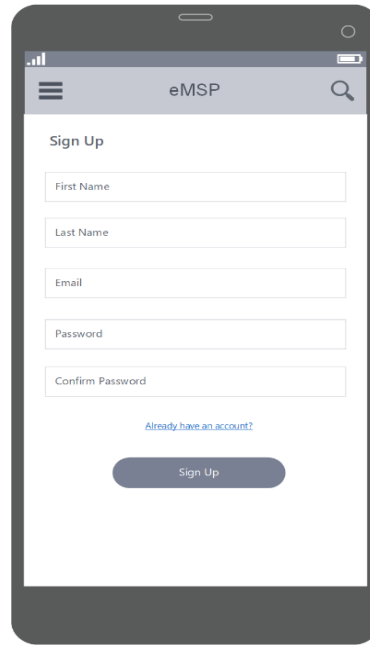 eMSP
Sign Up
First Name
Last Name
Email
Password
Confirm Password
Already have an account?
Sign Up